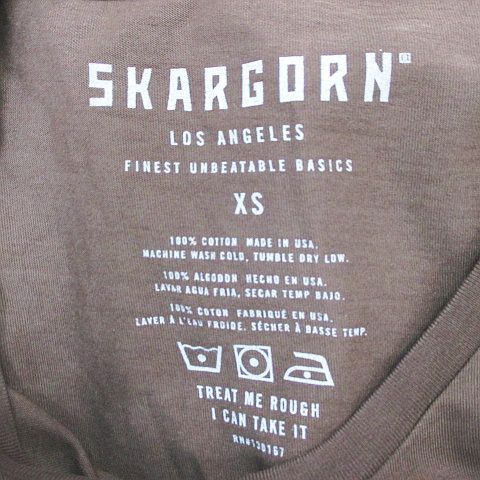 SKARGORN
LOS ANGELES
FINEST UNBEATABLE BASICS
XS
100% COTTON MADE IN USA.
MACHINE WASH COLD, TUMBLE DRY LOW.
100% ALGODON HECHO EN USA.
LAVAR AGUA FRIA, SECAR TEMP BAJO.
100% COTON FABRIQUÉ EN USA.
LAVER À L'EAU FROIDE. SÉCHER À BASSE TEMP.
TREAT ME ROUGH
I CAN TAKE IT
RN#138167